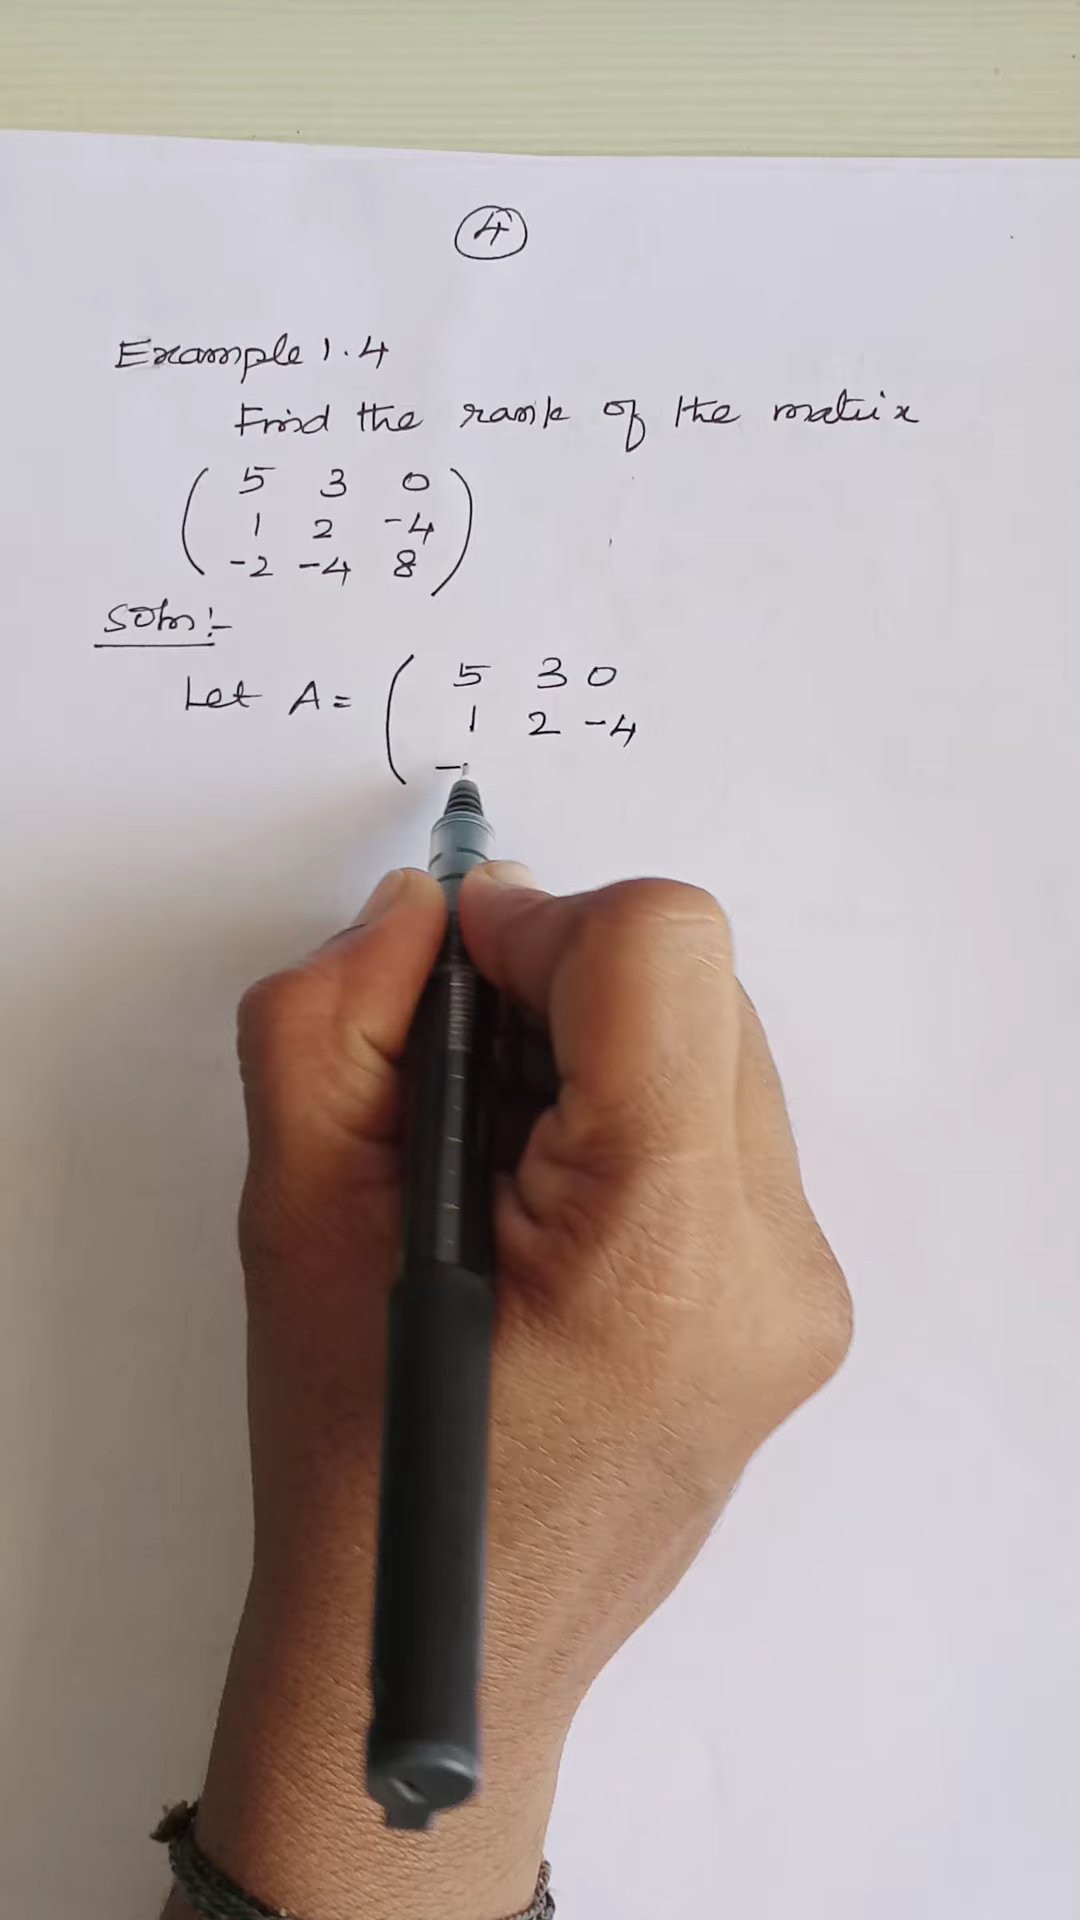 4
Example 1.4
Find the rank of the matrix
5 3 0
1 2 -4
-2 -4 8
Soln:-
Let A = ( 5 3 0
1 2 -4
-